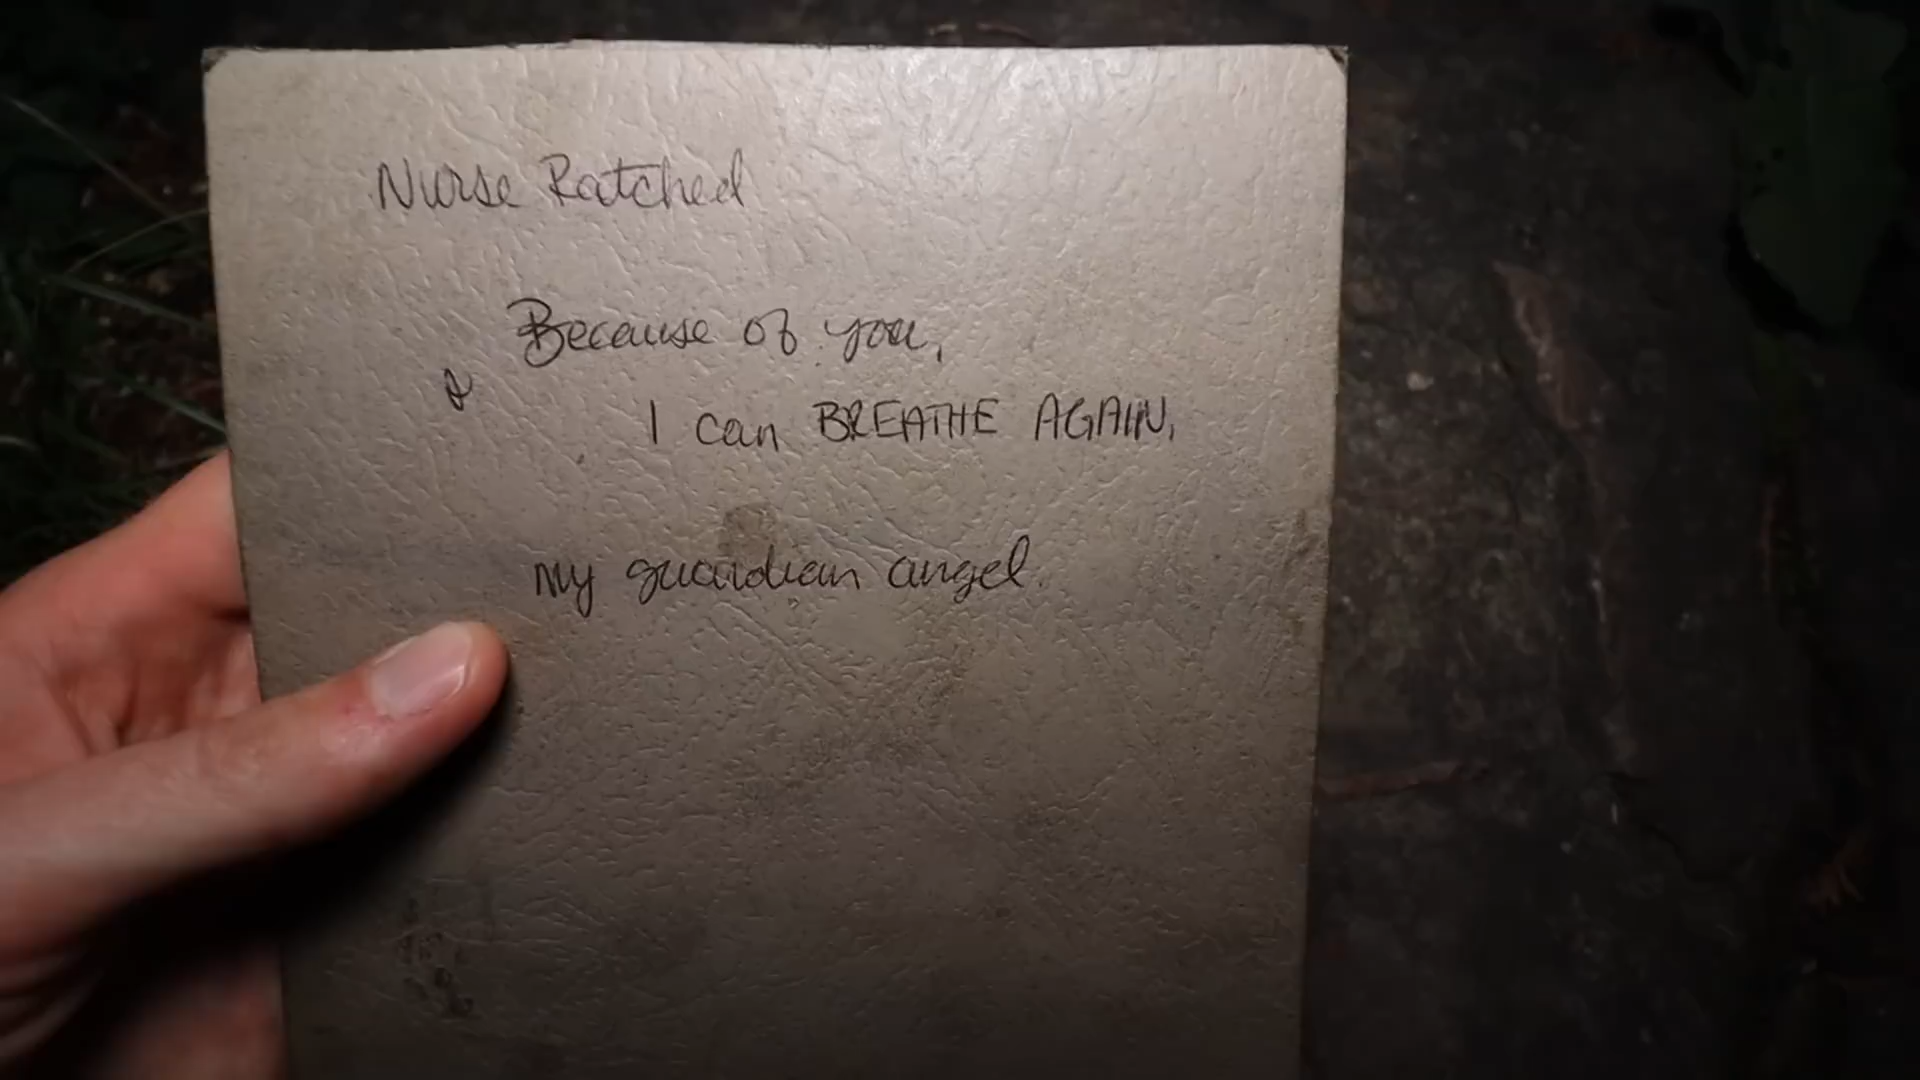 Nurse Ratched
Because of you,
I can BREATHE AGAIN,
my guardian angel.